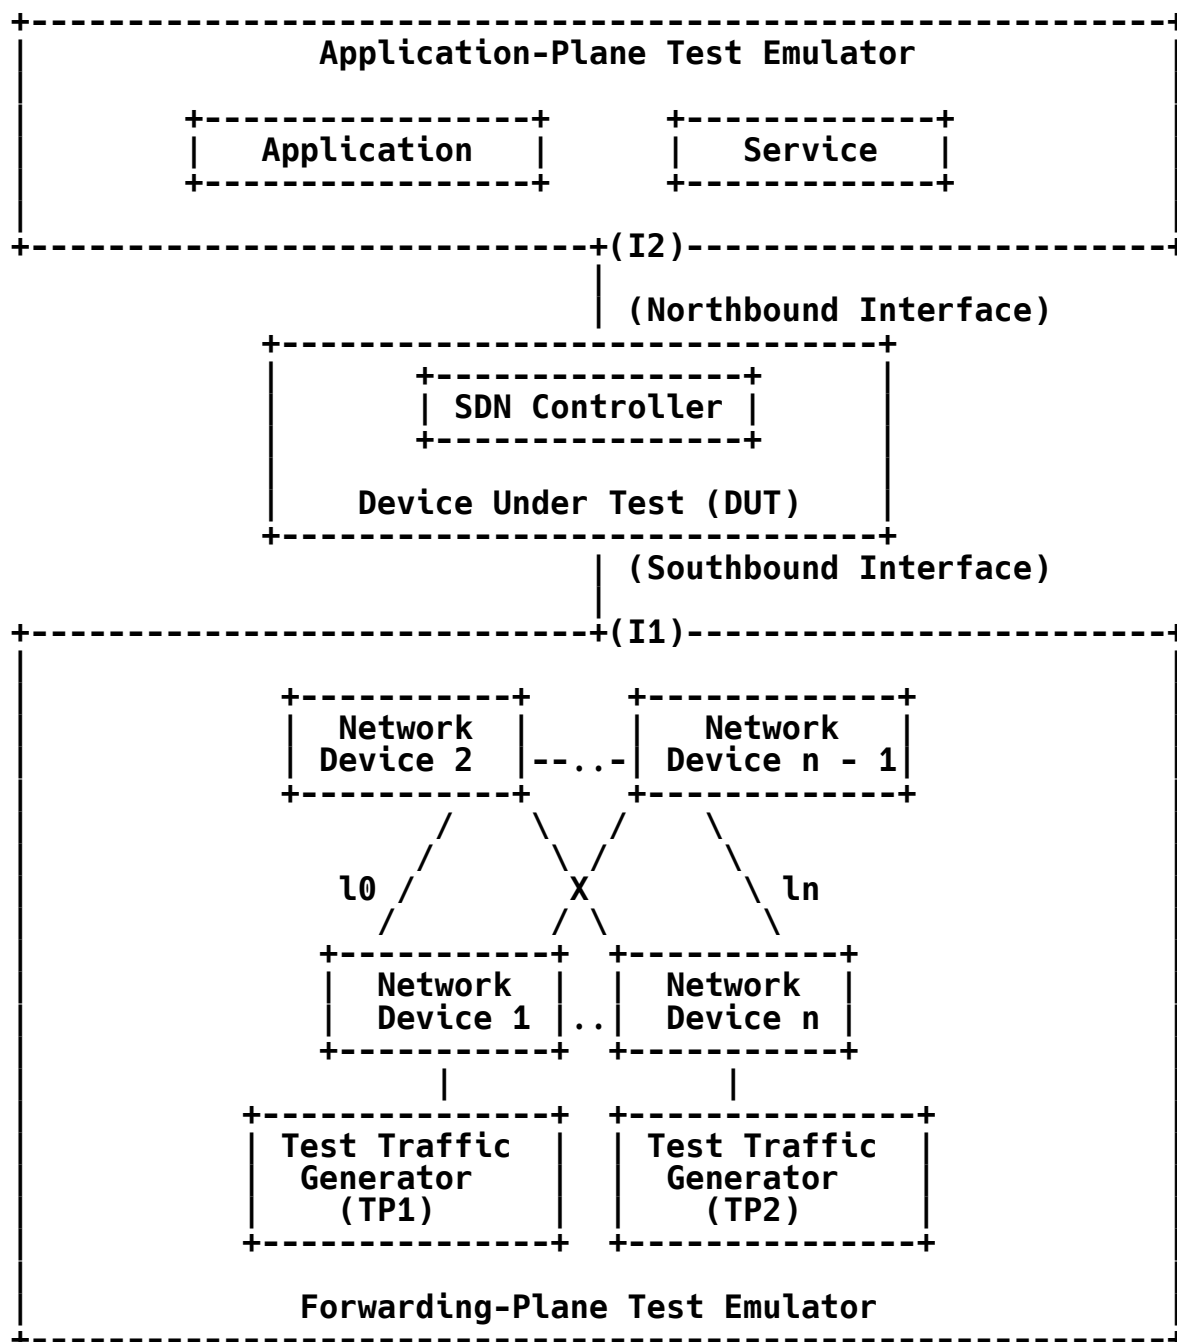 Application-Plane Test Emulator
Application Service
(I2)
(Northbound Interface)
SDN Controller
Device Under Test (DUT)
(Southbound Interface)
(I1)
Network Network
Device 2 --..- Device n - 1
l0 X ln
Network Network
Device 1 .. Device n
Test Traffic Test Traffic
Generator Generator
(TP1) (TP2)
Forwarding-Plane Test Emulator